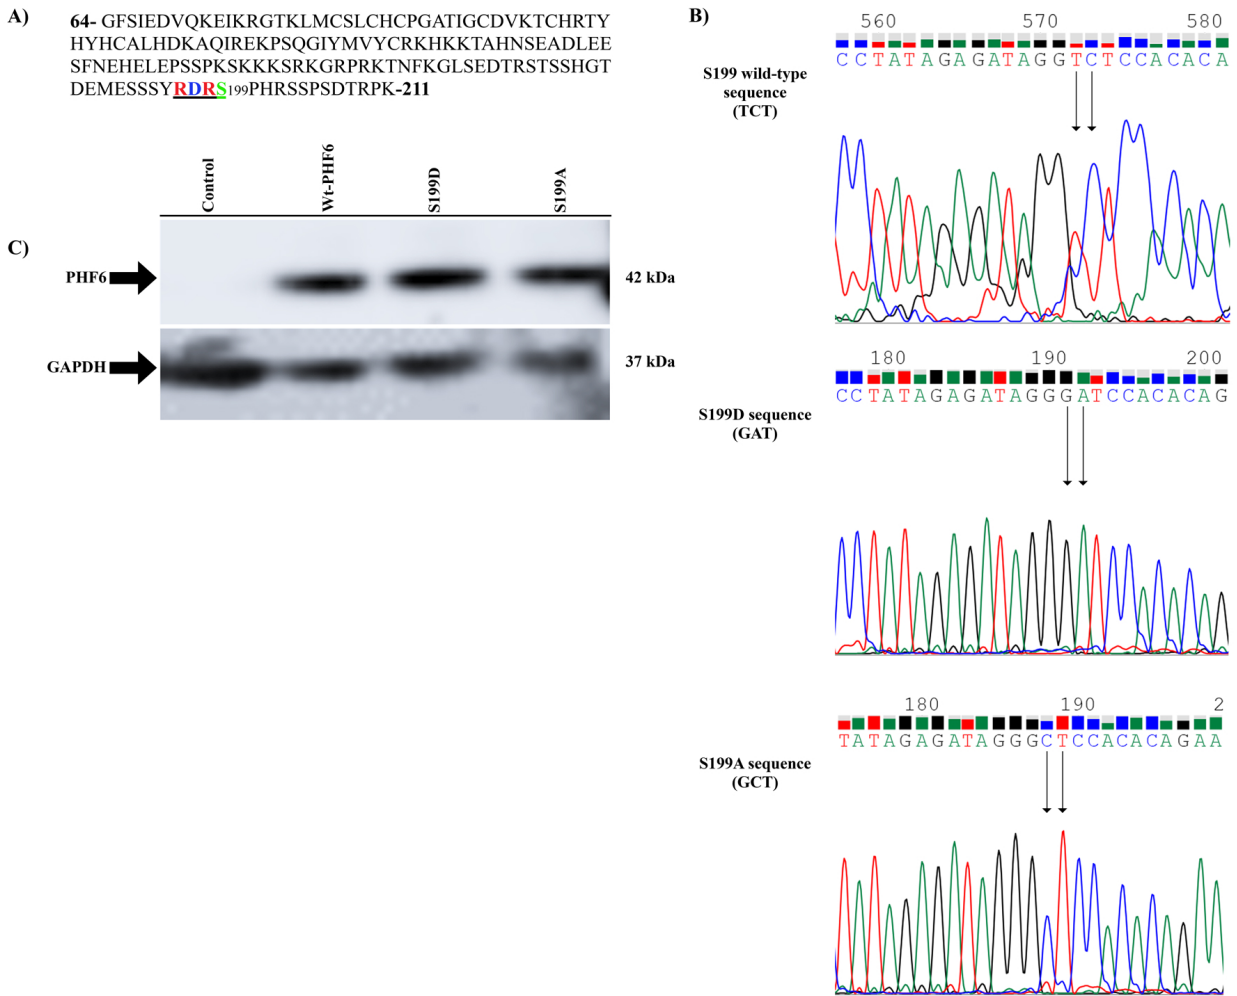 A)
64- GFSIEDVQKEIKRGTKLMCSLCHCPGATIGCDVKTCHRTY
HYHCALHDKAQIREKPSQGIYMVYCRKHKKTAHNSEADLEE
SFNEHELEPSSPKSKKKSRKGRPRKTNFKGLSEDTRSTSSHGT
DEMESSSYRDRS199PHRSSPSDTRPK-211
B)
560 570 580
CCTATAGAGATAGGTCTCCACACA
S199 wild-type
sequence
(TCT)
180 190 200
CCTATAGAGATAGGGATCCACACAG
S199D sequence
(GAT)
180 190 2
TATAGAGATAGGGCTCCACACAGAA
S199A sequence
(GCT)
C)
Control
Wt-PHF6
S199D
S199A
PHF6
42 kDa
GAPDH
37 kDa